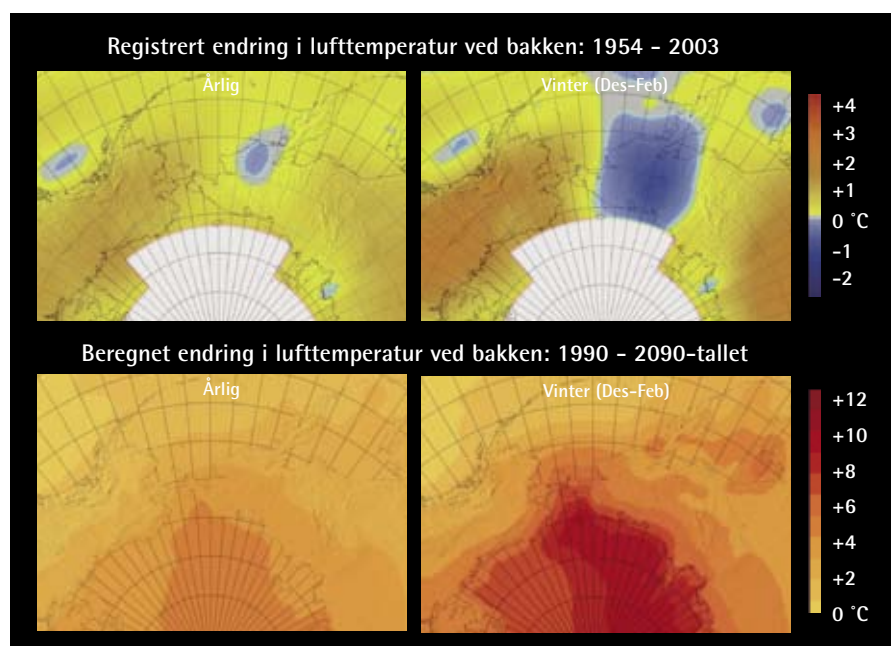 Registrert endring i lufttemperatur ved bakken: 1954 - 2003
Årlig
Vinter (Des-Feb)
+4
+3
+2
+1
0 ˚C
-1
-2
Beregnet endring i lufttemperatur ved bakken: 1990 - 2090-tallet
Årlig
Vinter (Des-Feb)
+12
+10
+8
+6
+4
+2
0 ˚C